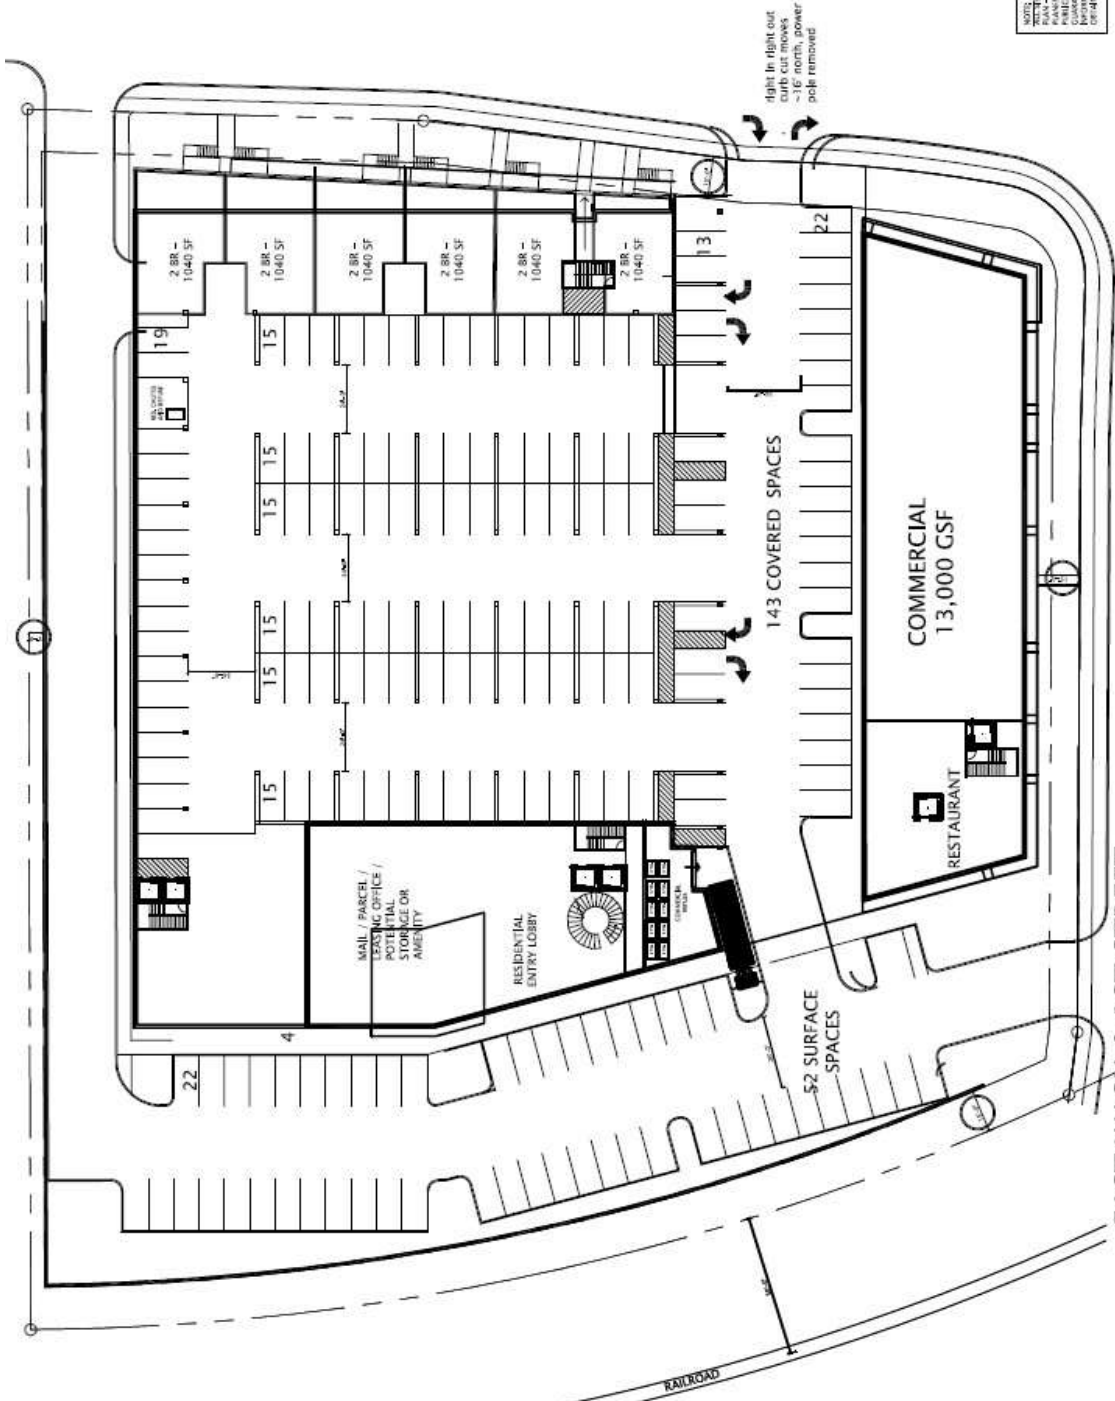 NOTE:
right in right out
curb cut moves
~16' north, power
pole removed
2 BR –
1040 SF
2 BR –
1040 SF
2 BR –
1040 SF
2 BR –
1040 SF
2 BR –
1040 SF
2 BR –
1040 SF
13
22
19
15
15
15
15
15
15
143 COVERED SPACES
COMMERCIAL
13,000 GSF
RESTAURANT
MAIL / PARCEL /
LEASING OFFICE /
POTENTIAL
STORAGE OR
AMENITY
RESIDENTIAL
ENTRY LOBBY
4
22
52 SURFACE
SPACES
RAILROAD